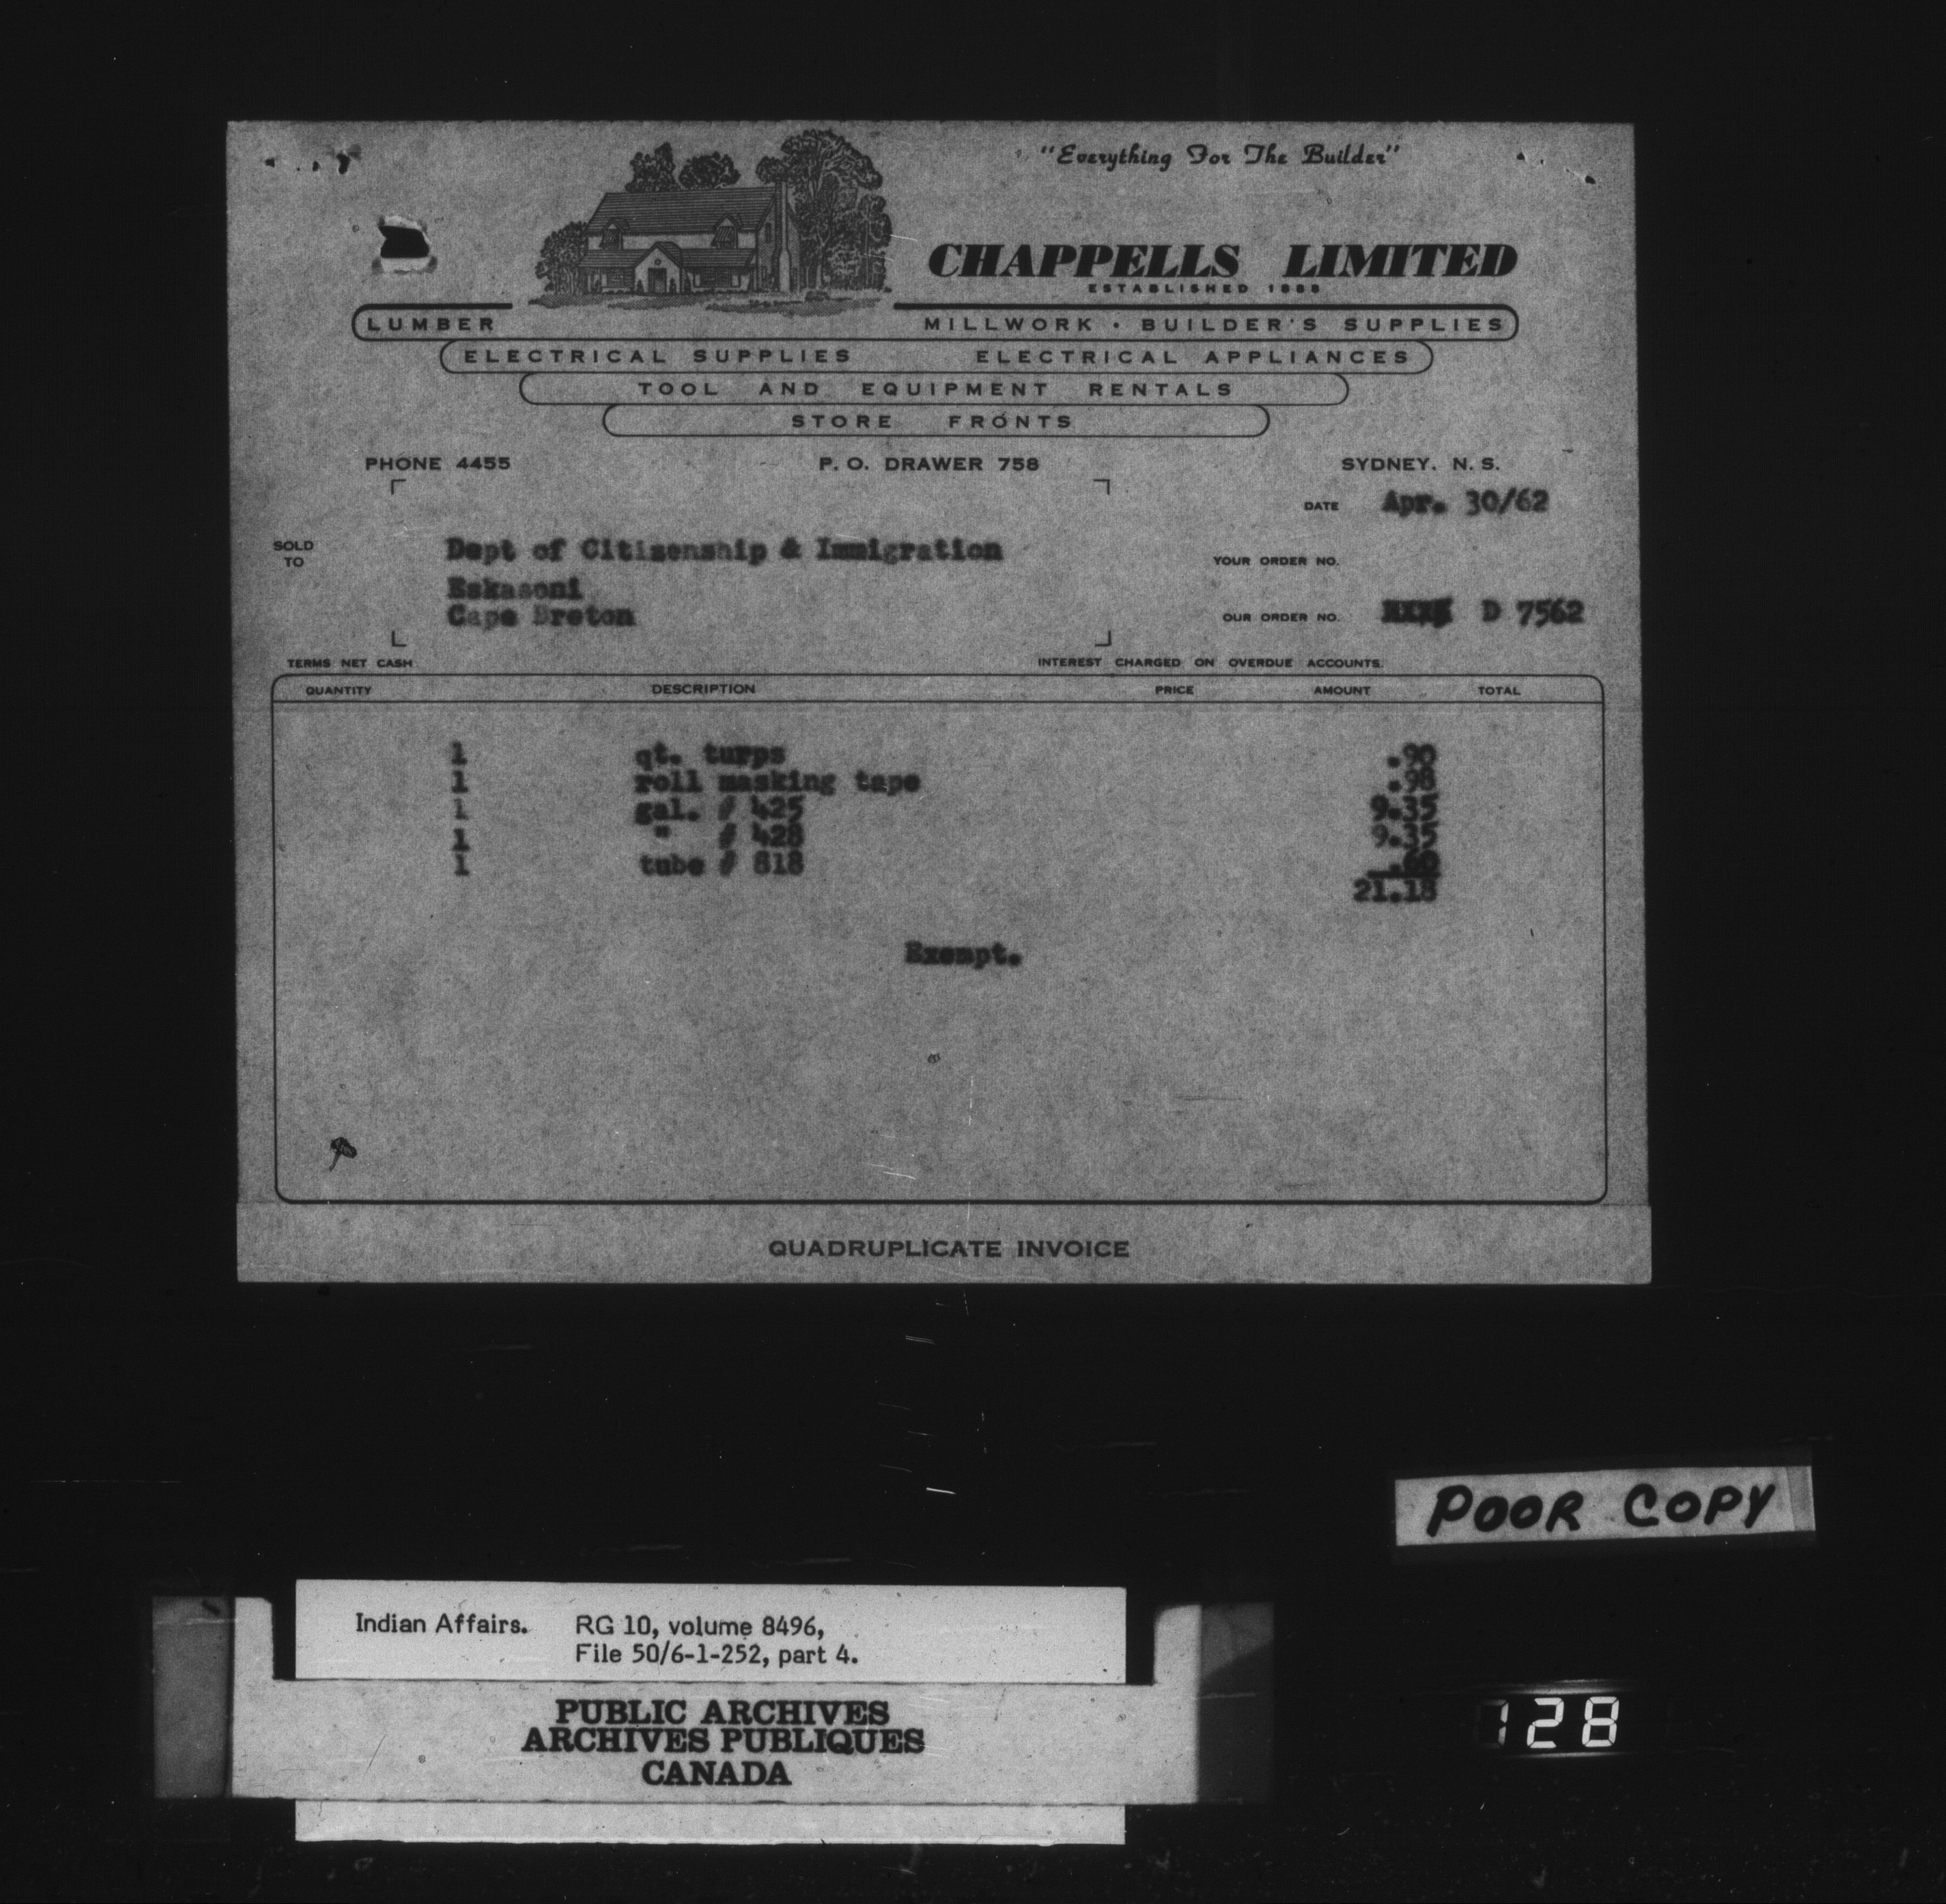 "Everything For The Builder"
CHAPPELLS LIMITED
ESTABLISHED
LUMBER MILLWORK • BUILDER'S SUPPLIES
ELECTRICAL SUPPLIES ELECTRICAL APPLIANCES
TOOL AND EQUIPMENT RENTALS
STORE FRONTS
PHONE 4455 P. O. DRAWER 758 SYDNEY, N. S.
DATE Apr. 30/62
SOLD TO
Dept of Citizenship & Immigration
Eskasoni
Cape Breton
YOUR ORDER NO.
OUR ORDER NO. D 7562
TERMS NET CASH INTEREST CHARGED ON OVERDUE ACCOUNTS.
QUANTITY DESCRIPTION PRICE AMOUNT TOTAL
1 qt. turps .90
1 roll masking tape .98
1 gal. # 425 9.35
1 " # 428 9.35
1 tube # 818 .60
21.18
Exempt.
QUADRUPLICATE INVOICE
POOR COPY
Indian Affairs. RG 10, volume 8496,
File 50/6-1-252, part 4.
PUBLIC ARCHIVES
ARCHIVES PUBLIQUES
CANADA
128